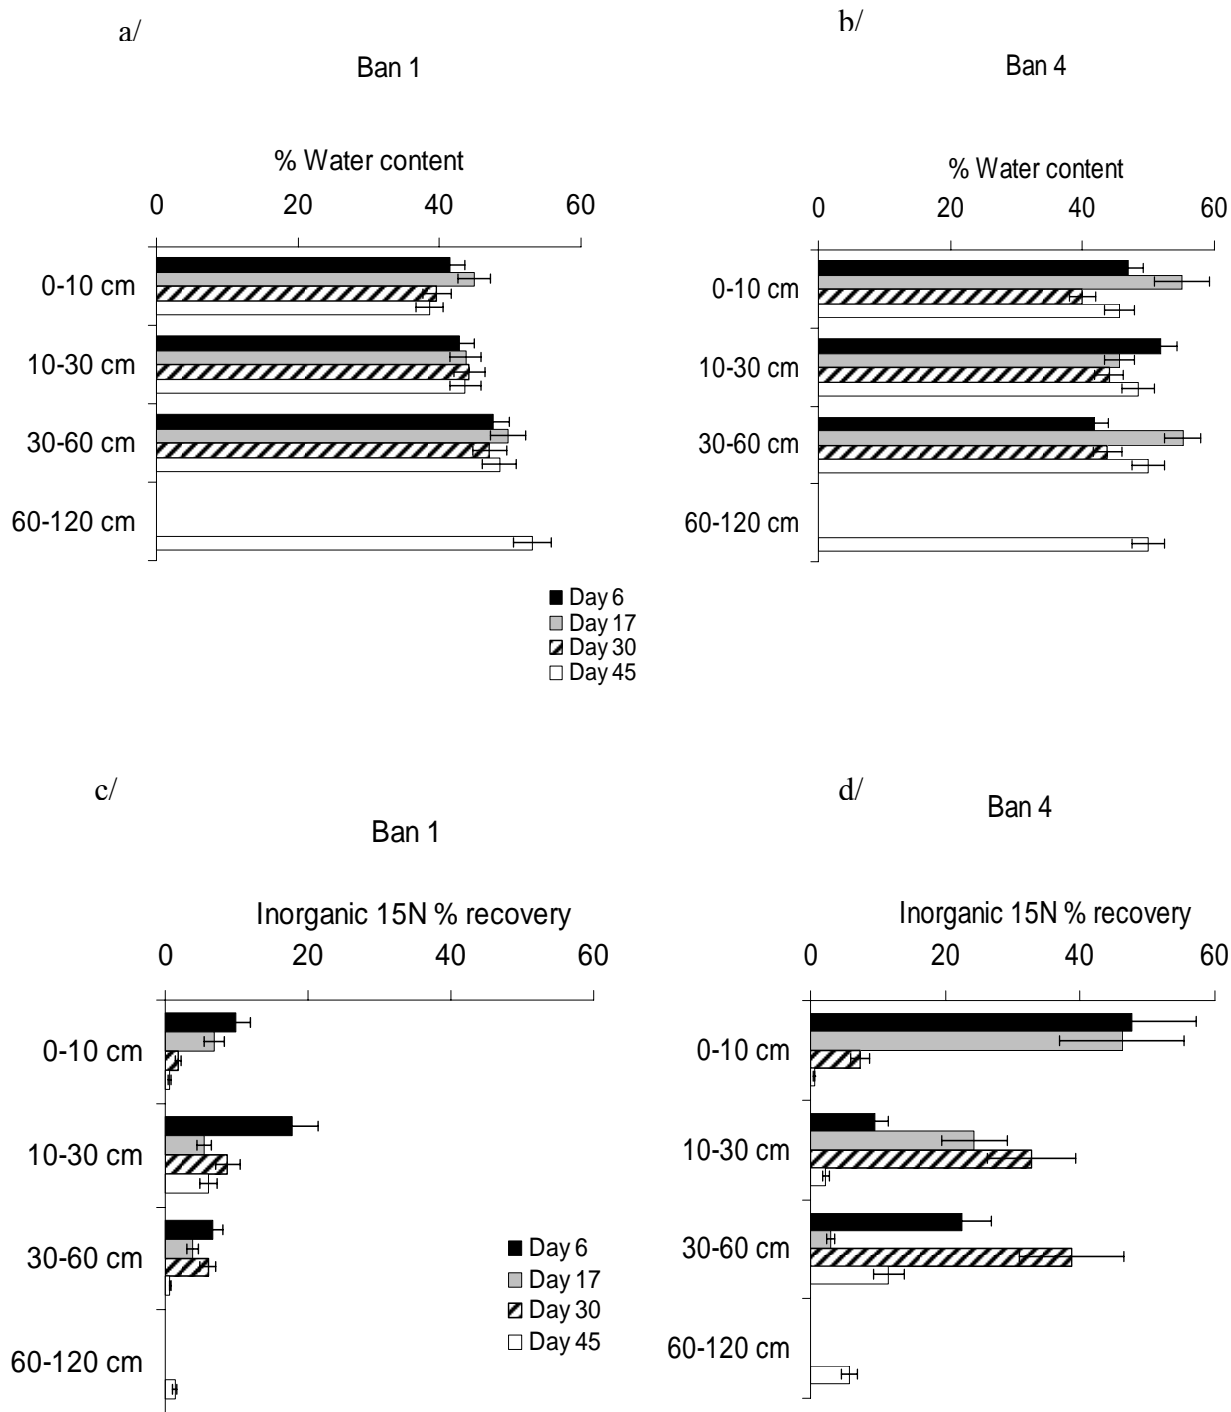 a/
Ban 1
% Water content
0 20 40 60
0-10 cm
10-30 cm
30-60 cm
60-120 cm
b/
Ban 4
% Water content
0 20 40 60
0-10 cm
10-30 cm
30-60 cm
60-120 cm
Day 6
Day 17
Day 30
Day 45
c/
Ban 1
Inorganic 15N % recovery
0 20 40 60
0-10 cm
10-30 cm
30-60 cm
60-120 cm
Day 6
Day 17
Day 30
Day 45
d/
Ban 4
Inorganic 15N % recovery
0 20 40 60
0-10 cm
10-30 cm
30-60 cm
60-120 cm